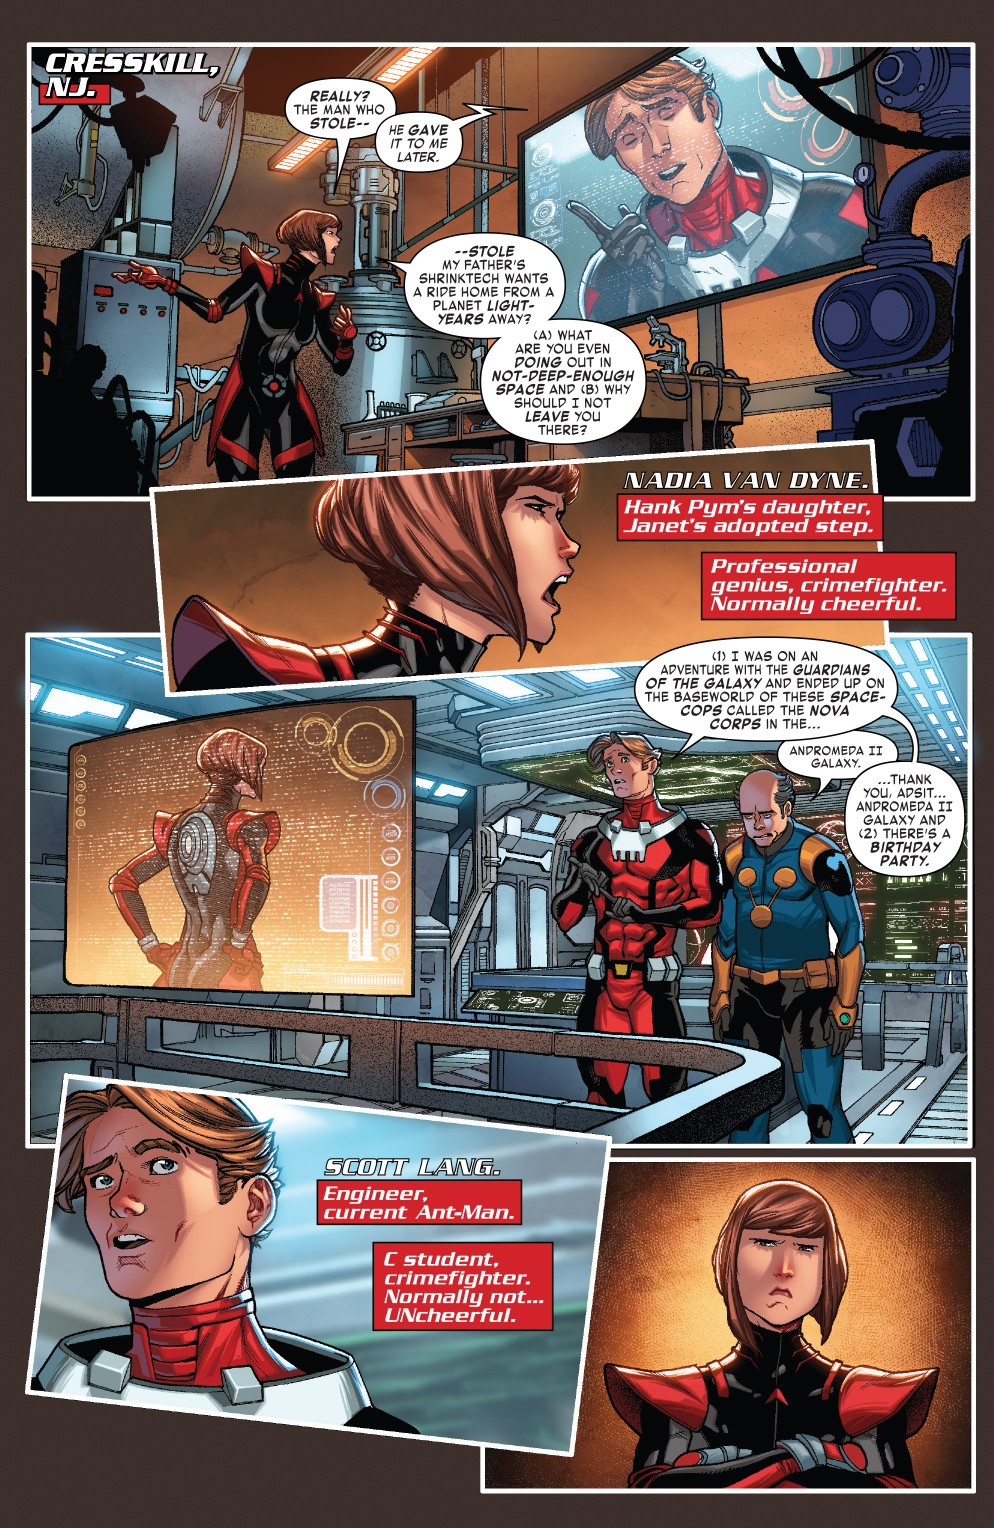 CRESSKILL,
NJ.
REALLY?
THE MAN WHO
STOLE--
HE GAVE
IT TO ME
LATER.
--STOLE
MY FATHER'S
SHRINKTECH WANTS
A RIDE HOME FROM A
PLANET LIGHT-
YEARS AWAY?
(A) WHAT
ARE YOU EVEN
DOING OUT IN
NOT-DEEP-ENOUGH
SPACE AND (B) WHY
SHOULD I NOT
LEAVE YOU
THERE?
NADIA VAN DYNE.
Hank Pym's daughter,
Janet's adopted step.
Professional
genius, crimefighter.
Normally cheerful.
(1) I WAS ON AN
ADVENTURE WITH THE GUARDIANS
OF THE GALAXY AND ENDED UP ON
THE BASEWORLD OF THESE SPACE-
COPS CALLED THE NOVA
CORPS IN THE...
ANDROMEDA II
GALAXY.
...THANK
YOU, ADSIT...
ANDROMEDA II
GALAXY AND
(2) THERE'S A
BIRTHDAY
PARTY.
SCOTT LANG.
Engineer,
current Ant-Man.
C student,
crimefighter.
Normally not...
UNcheerful.